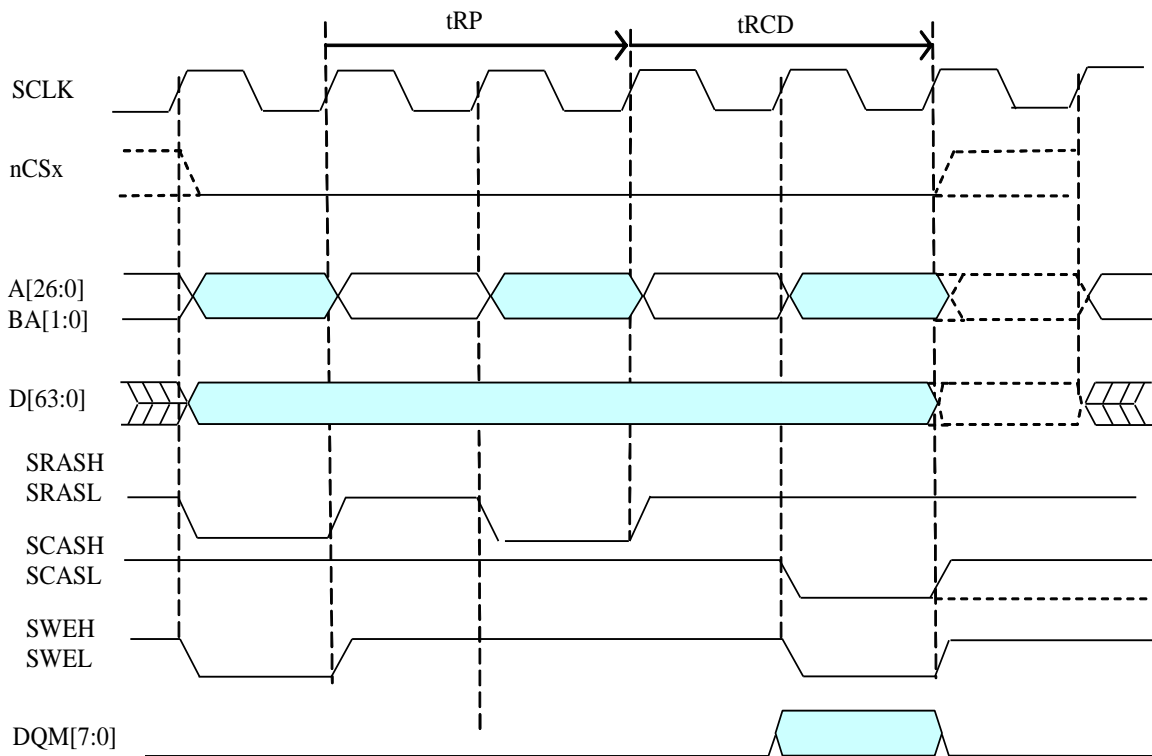 tRP
tRCD
SCLK
nCSx
A[26:0]
BA[1:0]
D[63:0]
SRASH
SRASL
SCASH
SCASL
SWEH
SWEL
DQM[7:0]